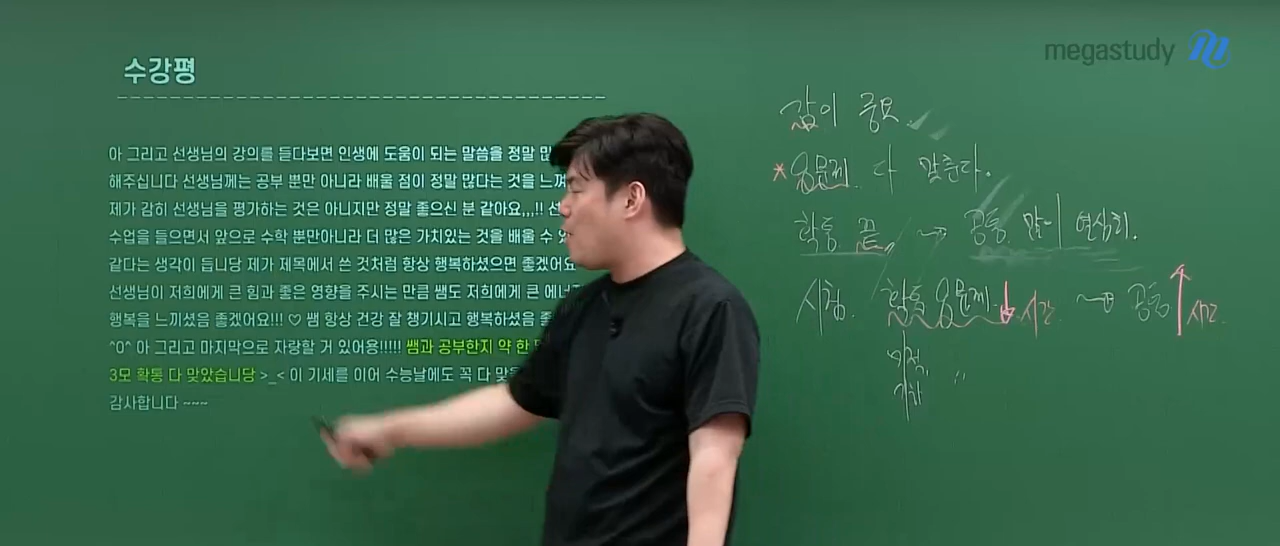 megastudy
수강평
아 그리고 선생님의 강의를 듣다보면 인생에 도움이 되는 말씀을 정말
해주십니다 선생님께는 공부 뿐만 아니라 배울 점이 정말 많다는 것을
제가 감히 선생님을 평가하는 것은 아니지만 정말 좋으신 분 같아요,,,!!
수업을 들으면서 앞으로 수학 뿐만아니라 더 많은 가치있는 것을 배울 수
같다는 생각이 듭니당 제가 제목에서 쓴 것처럼 항상 행복하셨으면 좋겠어요
선생님이 저희에게 큰 힘과 좋은 영향을 주시는 만큼 쌤도 저희에게 큰
행복을 느끼셨음 좋겠어요!!! ♡ 쌤 항상 건강 잘 챙기시고 행복하셨음
^0^ 아 그리고 마지막으로 자랑할 거 있어용!!!!! 쌤과 공부한지 약 한
3모 확통 다 맞았습니당 >_< 이 기세를 이어 수능날에도 꼭 다
감사합니다 ~~~
감이 중요.
* 문제 다 맞춘다.
확통 끝 → 공통 많이 연습하기.
시험. 확통 문제 ↓ 시간 → 공통 ↑ 시간
미적
기하 "